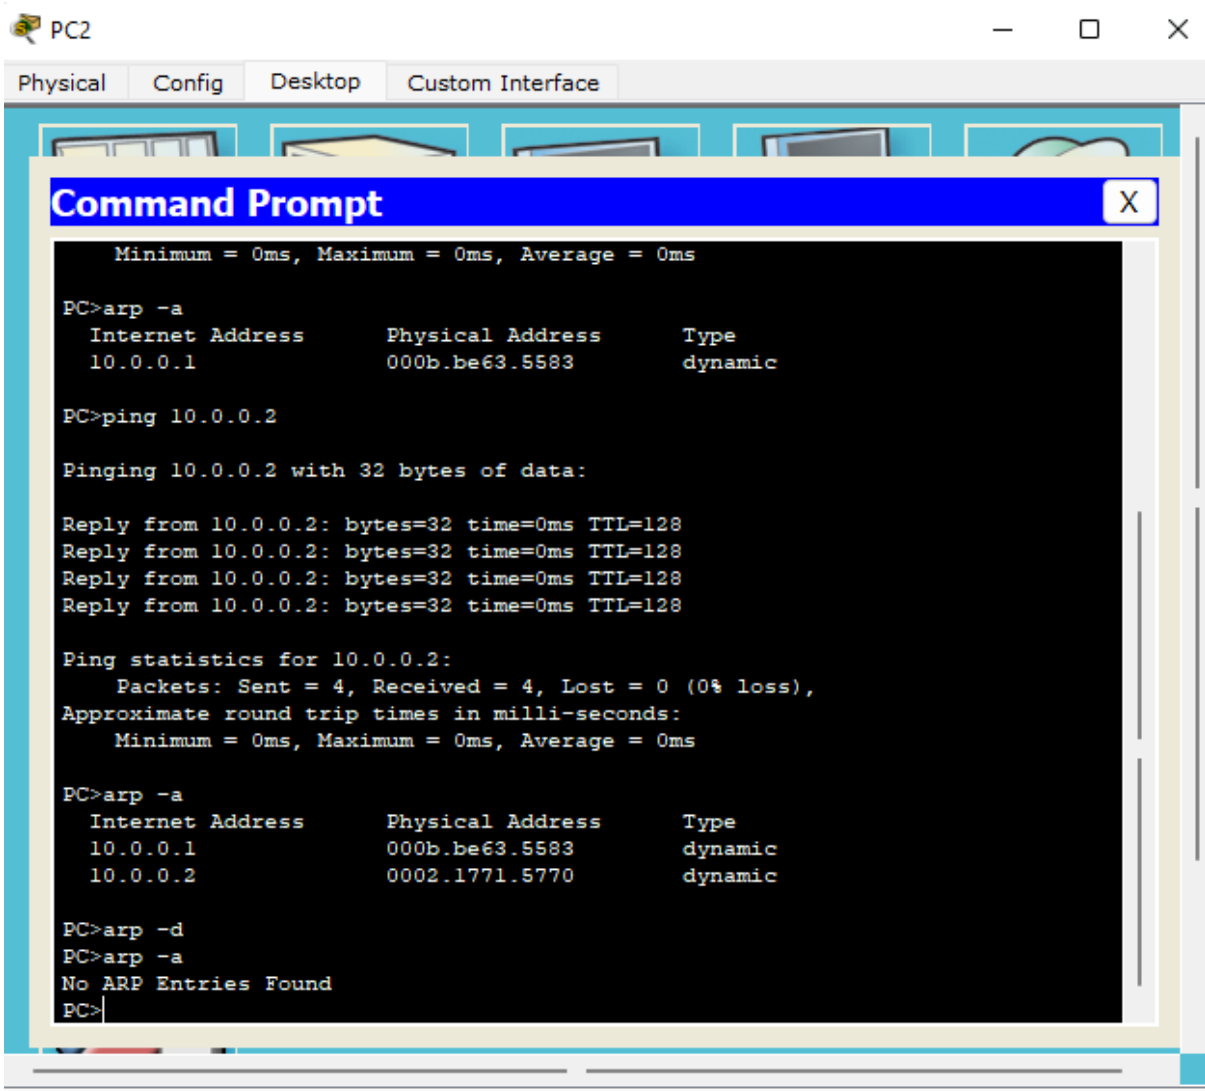 PC2
Physical Config Desktop Custom Interface
Command Prompt X
Minimum = 0ms, Maximum = 0ms, Average = 0ms
PC>arp -a
Internet Address Physical Address Type
10.0.0.1 000b.be63.5583 dynamic
PC>ping 10.0.0.2
Pinging 10.0.0.2 with 32 bytes of data:
Reply from 10.0.0.2: bytes=32 time=0ms TTL=128
Reply from 10.0.0.2: bytes=32 time=0ms TTL=128
Reply from 10.0.0.2: bytes=32 time=0ms TTL=128
Reply from 10.0.0.2: bytes=32 time=0ms TTL=128
Ping statistics for 10.0.0.2:
Packets: Sent = 4, Received = 4, Lost = 0 (0% loss),
Approximate round trip times in milli-seconds:
Minimum = 0ms, Maximum = 0ms, Average = 0ms
PC>arp -a
Internet Address Physical Address Type
10.0.0.1 000b.be63.5583 dynamic
10.0.0.2 0002.1771.5770 dynamic
PC>arp -d
PC>arp -a
No ARP Entries Found
PC>